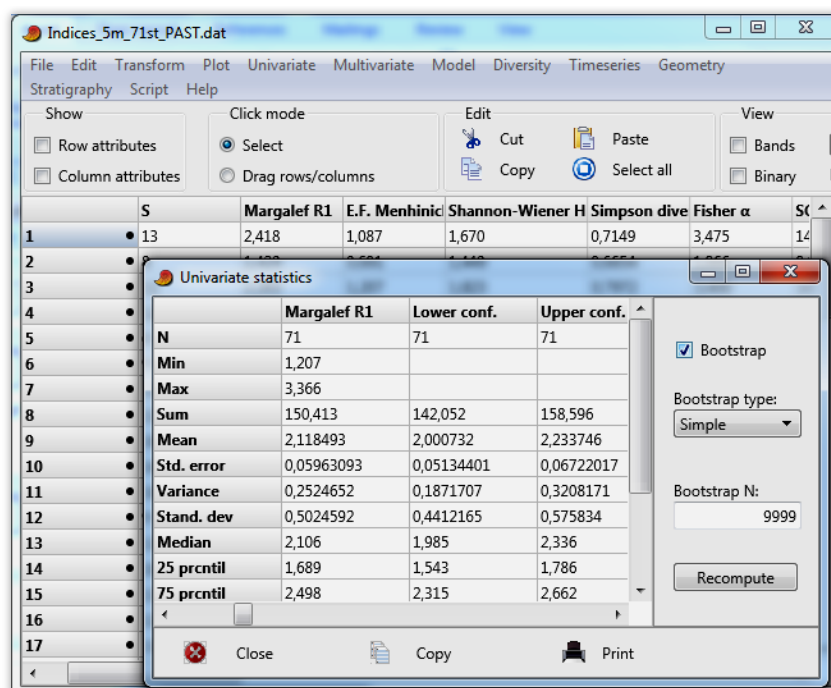 Indices_5m_71st_PAST.dat
File Edit Transform Plot Univariate Multivariate Model Diversity Timeseries Geometry
Stratigraphy Script Help
Show Click mode Edit View
Row attributes Select Cut Paste Bands
Column attributes Drag rows/columns Copy Select all Binary
S Margalef R1 E.F. Menhinic Shannon-Wiener H Simpson dive Fisher α
1 13 2,418 1,087 1,670 0,7149 3,475 14
2
3
4
5
6
7
8
9
10
11
12
13
14
15
16
17
Univariate statistics
Margalef R1 Lower conf. Upper conf.
N 71 71 71
Min 1,207
Max 3,366
Sum 150,413 142,052 158,596
Mean 2,118493 2,000732 2,233746
Std. error 0,05963093 0,05134401 0,06722017
Variance 0,2524652 0,1871707 0,3208171
Stand. dev 0,5024592 0,4412165 0,575834
Median 2,106 1,985 2,336
25 prcntil 1,689 1,543 1,786
75 prcntil 2,498 2,315 2,662
Bootstrap
Bootstrap type:
Simple
Bootstrap N:
9999
Recompute
Close Copy Print